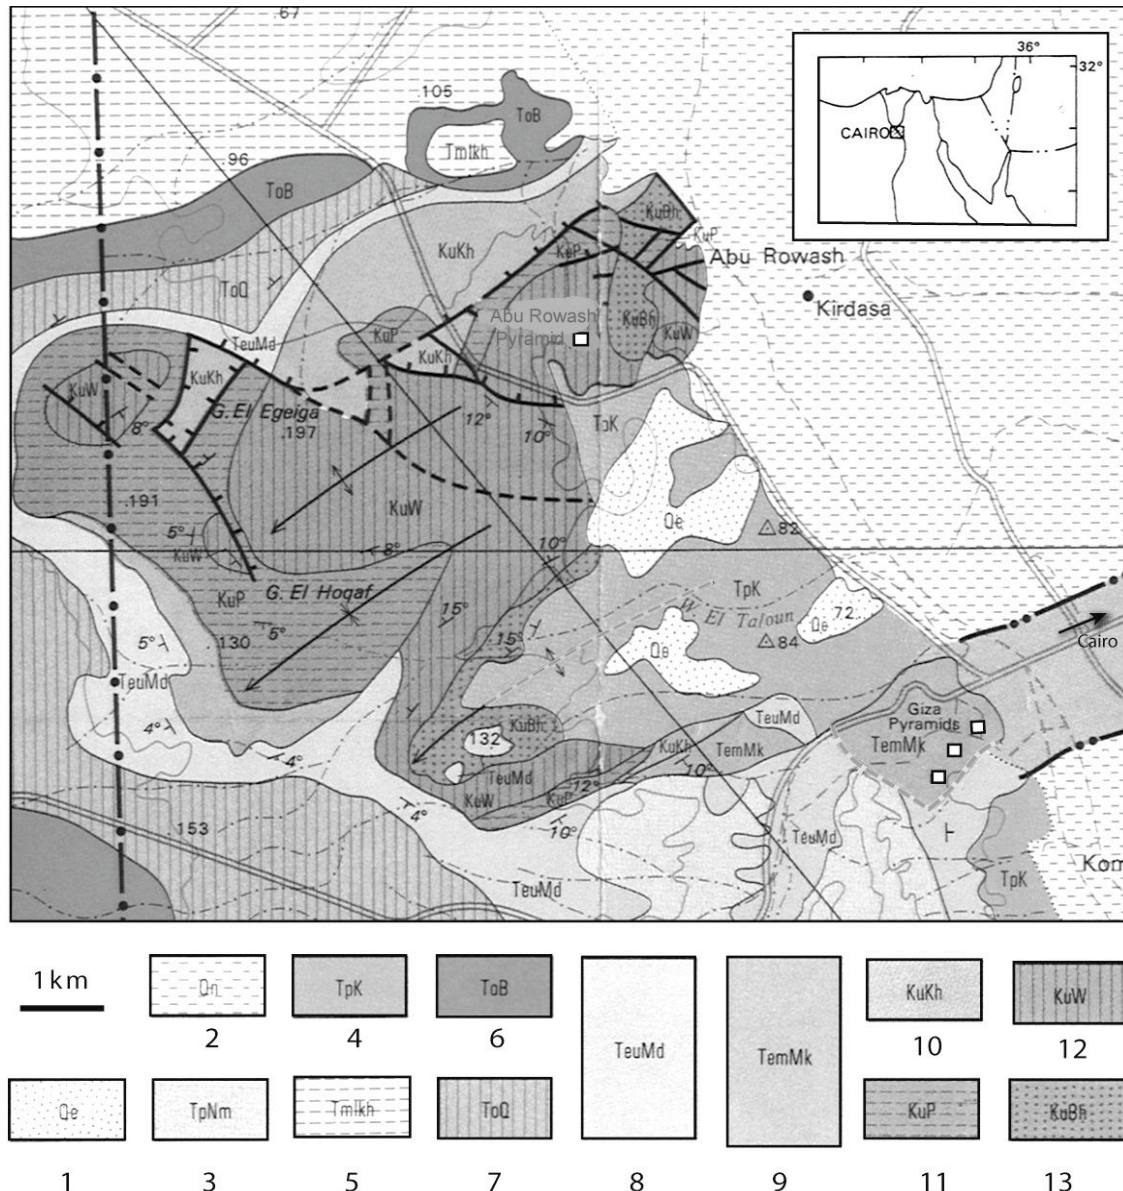 .67
36°
32°
CAIRO
105
ToB
Tmlkh
.96
ToB
KuBh
KuP
KuKh
KuP
Abu Rowash
ToQ
Kirdasa
Abu Rowash
Pyramid
KuBh
KuP
KuW
TeuMd
KuKh
KuKh
KuW
G. El Egeiga
.197
12°
8°
10°
.191
KuW
Qe
82
5°
KuW
8°
10°
G. El Hoqaf
TpK
KuP
W El Taloun
72
Qe
15°
.130
5°
15°
84
5°
Qe
Cairo
TeuMd
4°
KuBh
TeuMd
Giza
Pyramids
132
KuKh
TemMk
TemMk
4°
TeuMd
10°
KuW
12°
KuP
4°
10°
.153
TeuMd
TeuMd
TpK
Kom
1km
Qn
TpK
ToB
TeuMd
TemMk
KuKh
KuW
2
4
6
10
12
Qe
TpNm
Tmlkh
ToQ
KuP
KuBh
1
3
5
7
8
9
11
13